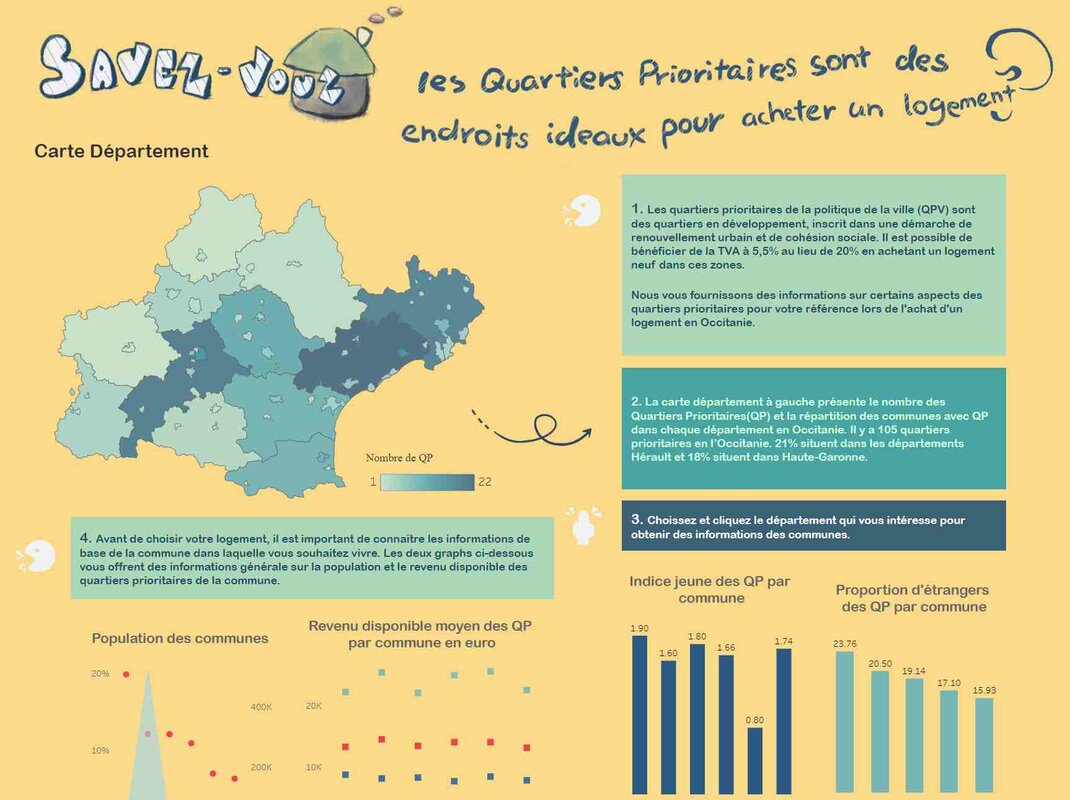 SAVEZ-VOUZ
les Quartiers Prioritaires sont des
endroits ideaux pour acheter un logement
Carte Département
1. Les quartiers prioritaires de la politique de la ville (QPV) sont
des quartiers en développement, inscrit dans une démarche de
renouvellement urbain et de cohésion sociale. Il est possible de
bénéficier de la TVA à 5,5% au lieu de 20% en achetant un logement
neuf dans ces zones.
Nous vous fournissons des informations sur certains aspects des
quartiers prioritaires pour votre référence lors de l'achat d'un
logement en Occitanie.
2. La carte département à gauche présente le nombre des
Quartiers Prioritaires(QP) et la répartition des communes avec QP
dans chaque département en Occitanie. Il y a 105 quartiers
prioritaires en l'Occitanie. 21% situent dans les départements
Hérault et 18% situent dans Haute-Garonne.
Nombre de QP
1 22
3. Choissez et cliquez le département qui vous intéresse pour
obtenir des informations des communes.
4. Avant de choisir votre logement, il est important de connaître les informations de
base de la commune dans laquelle vous souhaitez vivre. Les deux graphs ci-dessous
vous offrent des informations générale sur la population et le revenu disponible des
quartiers prioritaires de la commune.
Population des communes
20%
10%
400K
200K
Revenu disponible moyen des QP
par commune en euro
20K
10K
Indice jeune des QP par
commune
1.90
1.60
1.80
1.66
0.80
1.74
Proportion d'étrangers
des QP par commune
23.76
20.50
19.14
17.10
15.93